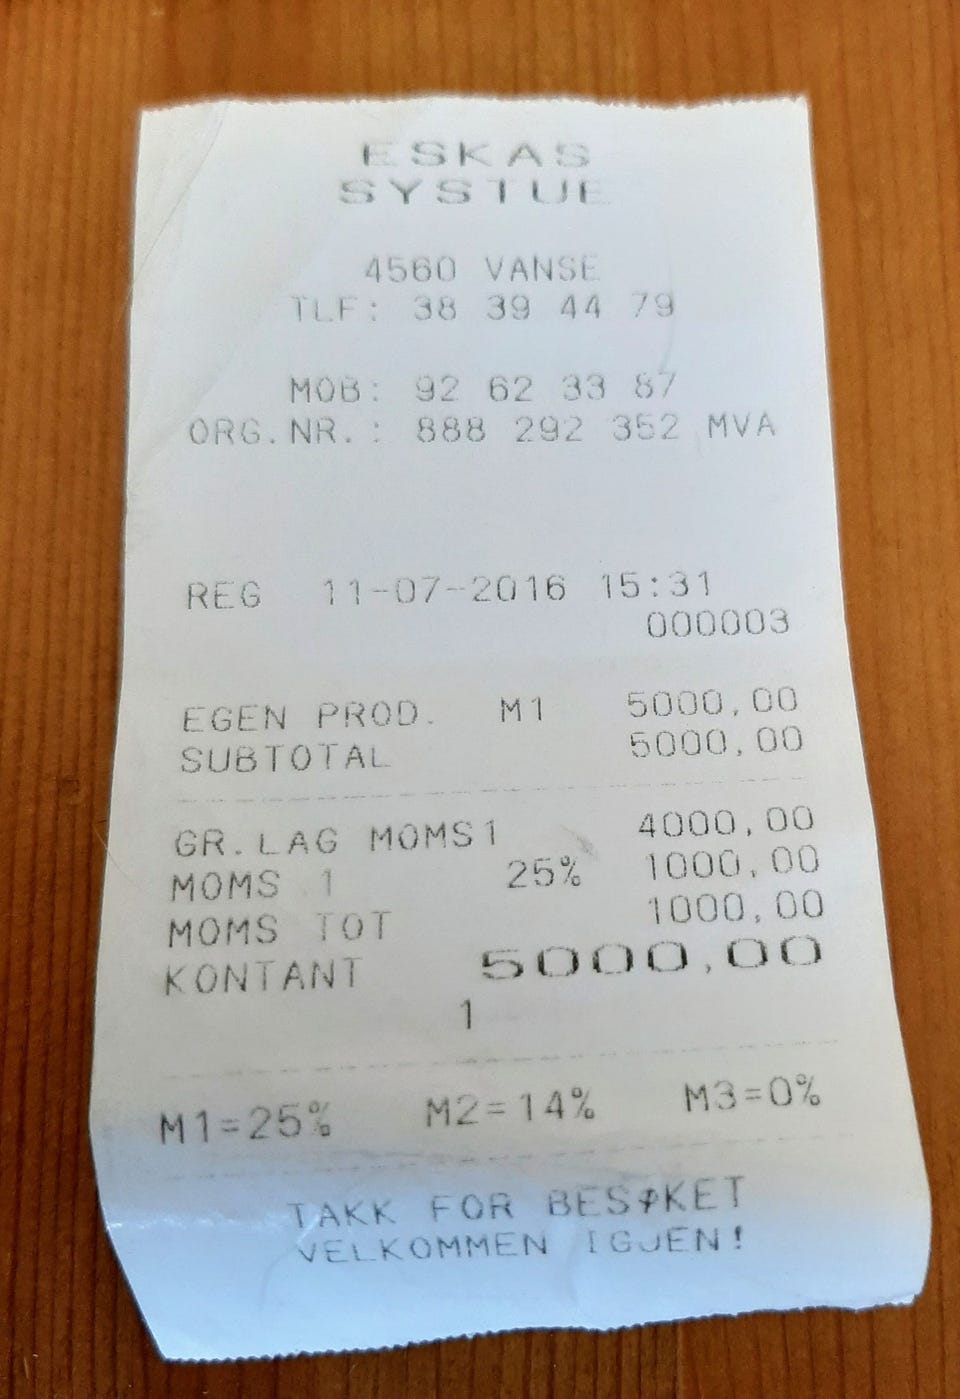 ESKAS
SYSTUE
4560 VANSE
TLF: 38 39 44 79
MOB: 92 62 33 87
ORG.NR.: 888 292 352 MVA
REG 11-07-2016 15:31
000003
EGEN PROD. M1 5000,00
SUBTOTAL 5000,00
GR.LAG MOMS1 4000,00
MOMS 1 25% 1000,00
MOMS TOT 1000,00
KONTANT 5000,00
1
M1=25% M2=14% M3=0%
TAKK FOR BESØKET
VELKOMMEN IGJEN!